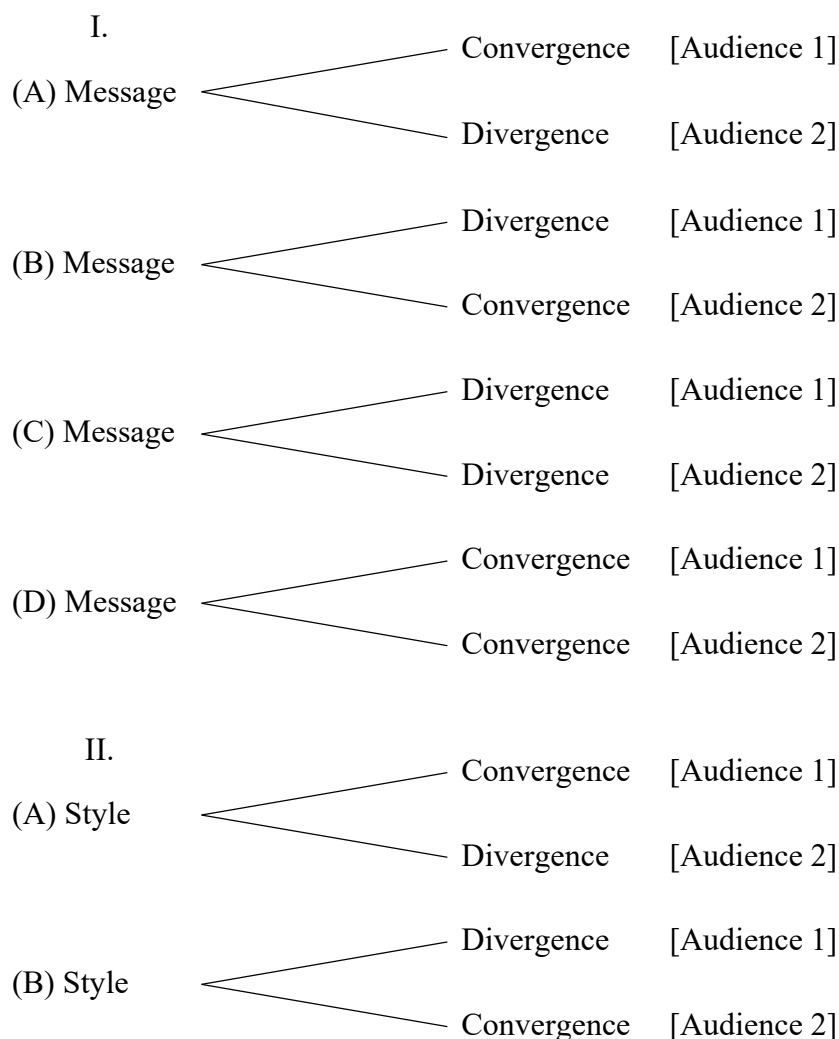 I.
Convergence [Audience 1]
(A) Message
Divergence [Audience 2]
Divergence [Audience 1]
(B) Message
Convergence [Audience 2]
Divergence [Audience 1]
(C) Message
Divergence [Audience 2]
Convergence [Audience 1]
(D) Message
Convergence [Audience 2]
II.
Convergence [Audience 1]
(A) Style
Divergence [Audience 2]
Divergence [Audience 1]
(B) Style
Convergence [Audience 2]